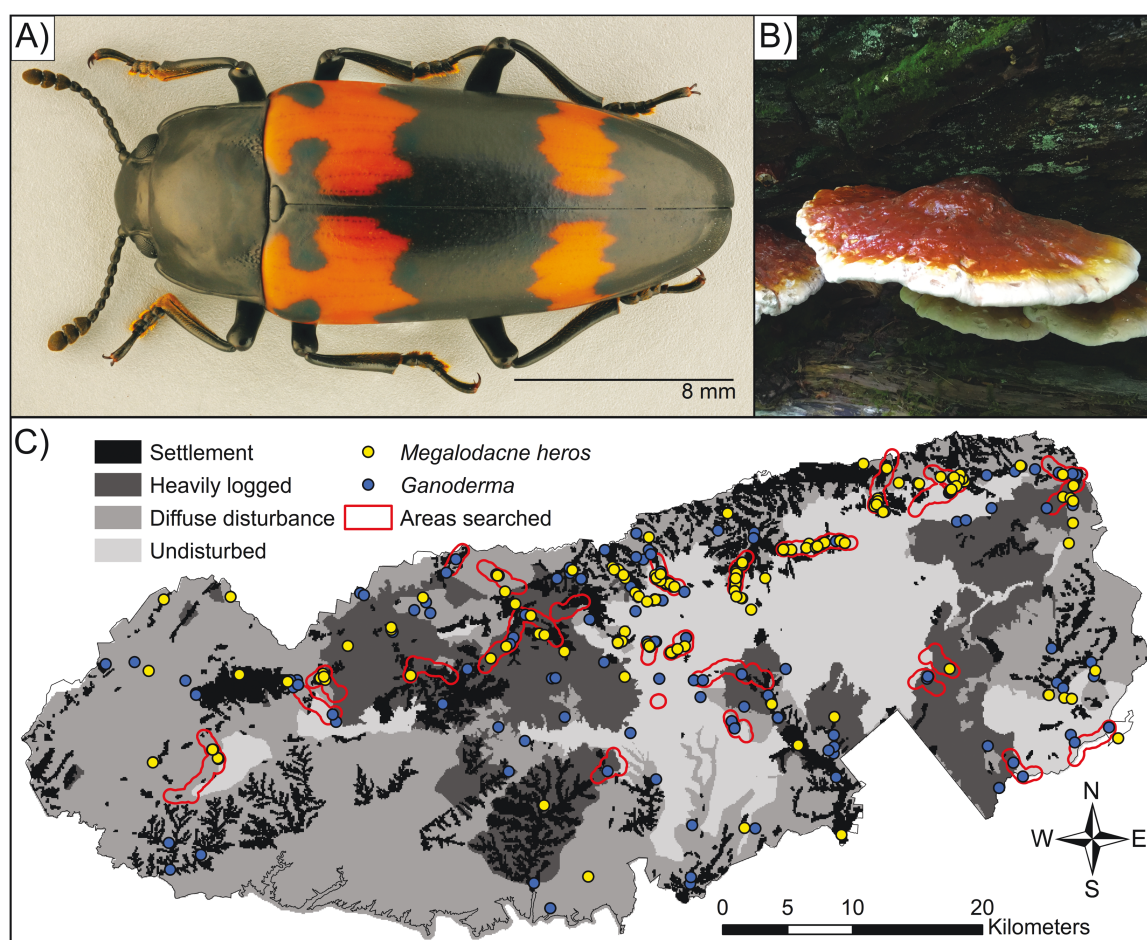 A)
B)
8 mm
C)
Settlement
Megalodacne heros
Heavily logged
Ganoderma
Diffuse disturbance
Areas searched
Undisturbed
N
W E
S
0 5 10 20
Kilometers